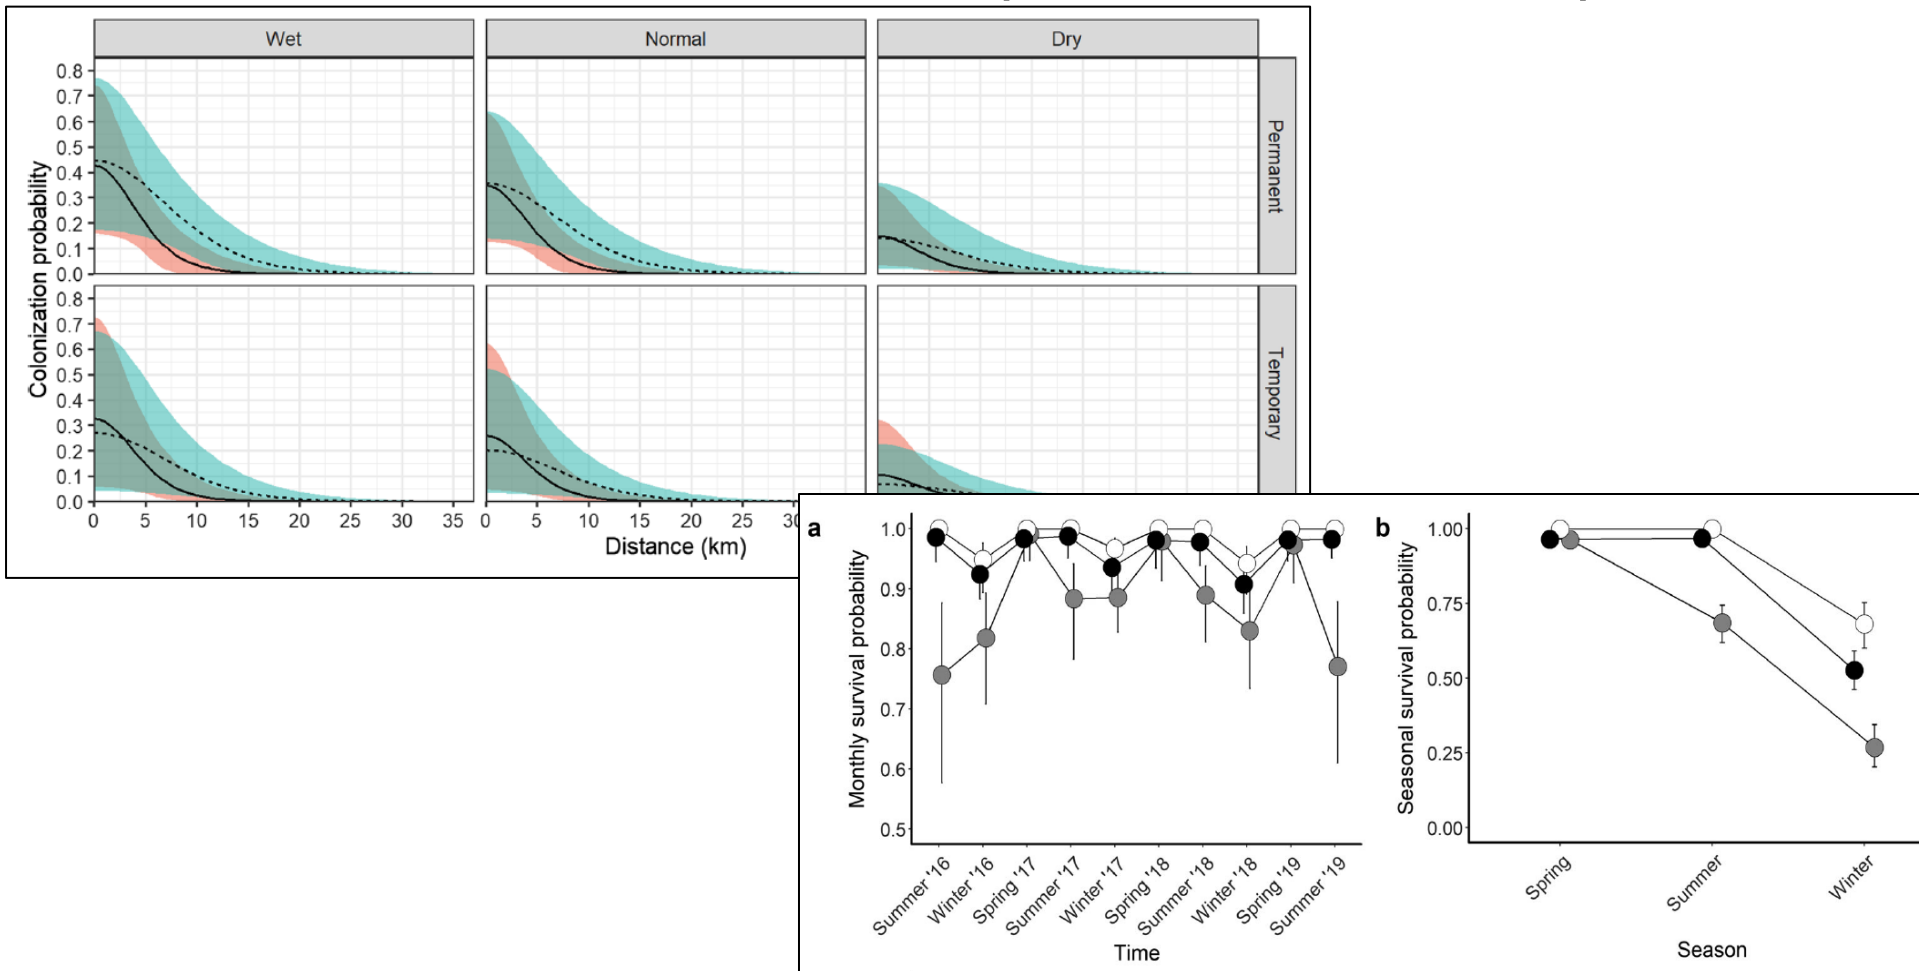 Wet Normal Dry
0.8
0.7
0.6
0.5
0.4
0.3
0.2
0.1
0.0
Permanent
0.8
0.7
0.6
0.5
0.4
0.3
0.2
0.1
0.0
Temporary
Colonization probability
0 5 10 15 20 25 30 35 0 5 10 15 20 25 30
Distance (km)
a
1.0
0.9
0.8
0.7
0.6
0.5
Monthly survival probability
Summer '16 Winter '16 Spring '17 Summer '17 Winter '17 Spring '18 Summer '18 Winter '18 Spring '19 Summer '19
Time
b
1.00
0.75
0.50
0.25
0.00
Seasonal survival probability
Spring Summer Winter
Season